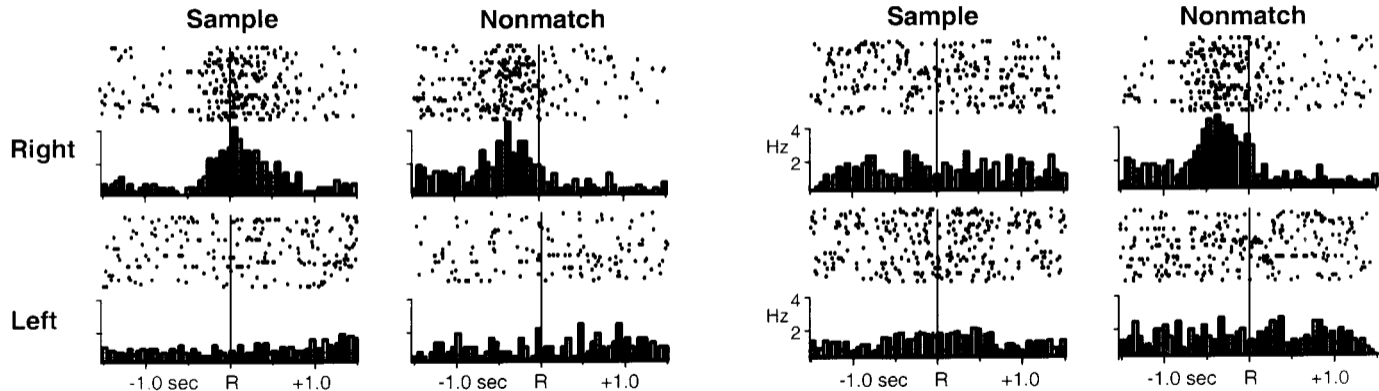 Sample Nonmatch Sample Nonmatch
Right
4
Hz
2
Left
4
Hz
2
-1.0 sec R +1.0 -1.0 sec R +1.0 -1.0 sec R +1.0 -1.0 sec R +1.0